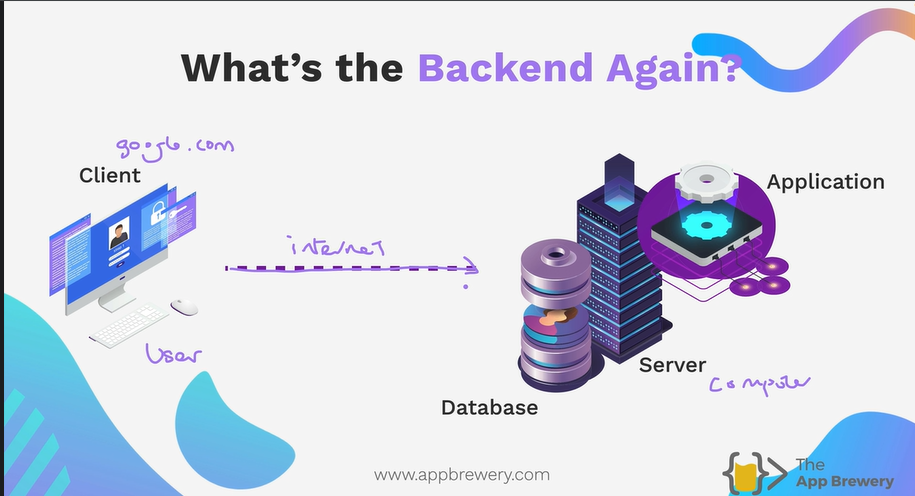 What's the Backend Again?
google.com
Client
Application
internet
User
Server
Computer
Database
www.appbrewery.com
The
App Brewery